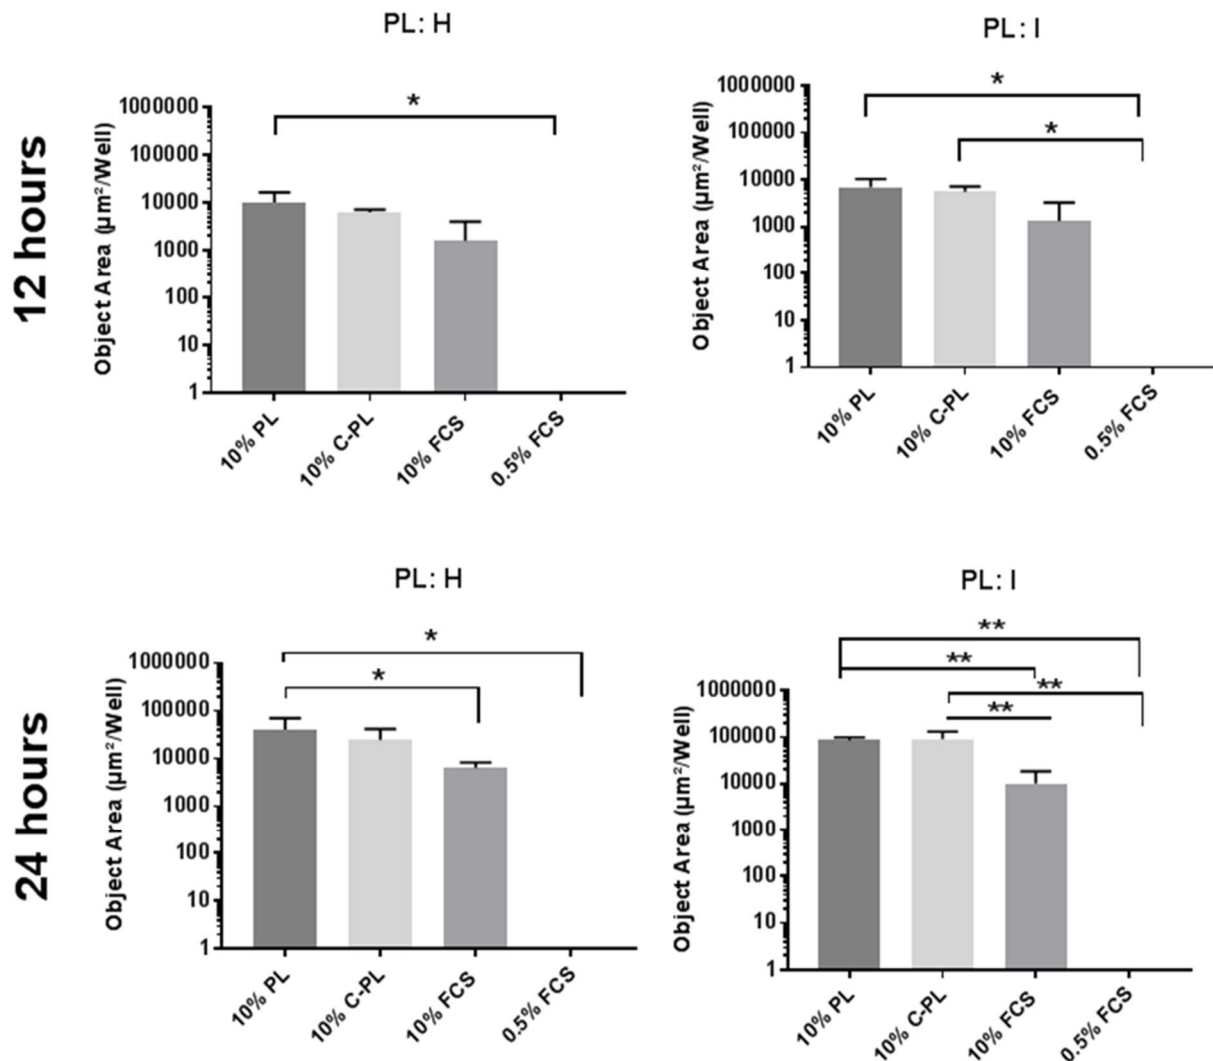 PL: H
12 hours
Object Area (µm²/Well)
1000000
100000
10000
1000
100
10
1
*
10% PL
10% C-PL
10% FCS
0.5% FCS
PL: I
Object Area (µm²/Well)
1000000
100000
10000
1000
100
10
1
*
*
10% PL
10% C-PL
10% FCS
0.5% FCS
PL: H
24 hours
Object Area (µm²/Well)
1000000
100000
10000
1000
100
10
1
*
*
10% PL
10% C-PL
10% FCS
0.5% FCS
PL: I
Object Area (µm²/Well)
1000000
100000
10000
1000
100
10
1
**
**
**
**
10% PL
10% C-PL
10% FCS
0.5% FCS